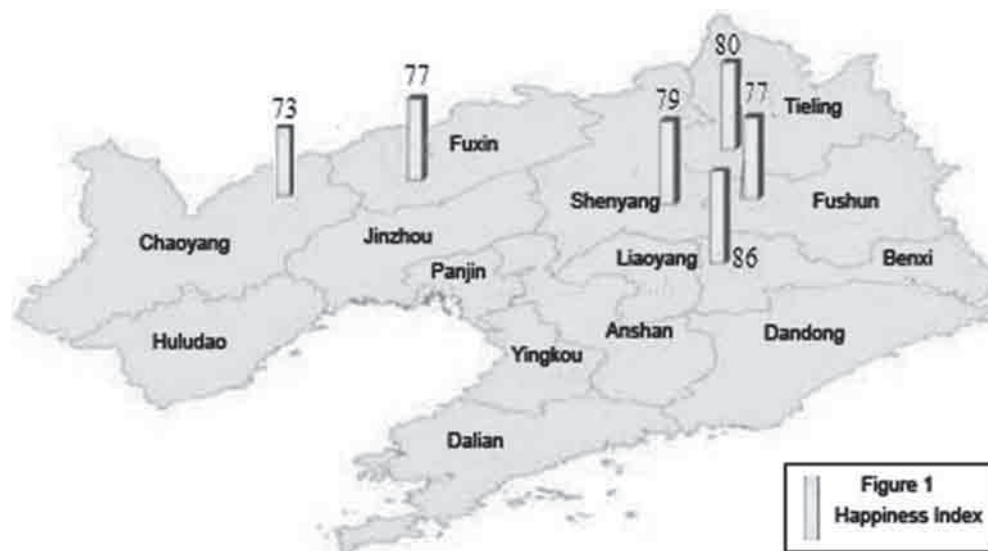 80
77
79
77
73
Tieling
Fuxin
Shenyang
Fushun
Jinzhou
Chaoyang
Liaoyang
86
Benxi
Panjin
Anshan
Dandong
Huludao
Yingkou
Dalian
Figure 1
Happiness Index